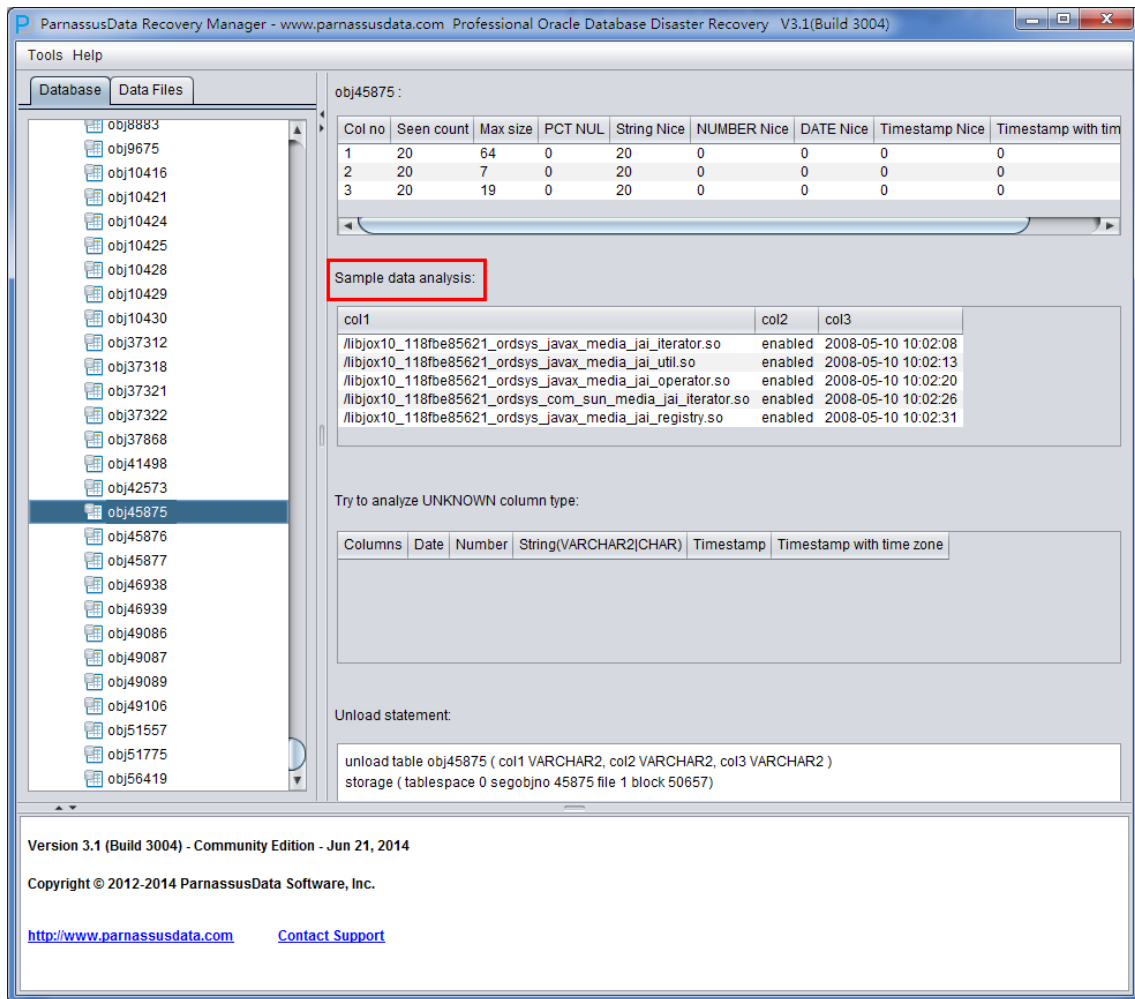 ParnassusData Recovery Manager - www.parnassusdata.com Professional Oracle Database Disaster Recovery V3.1(Build 3004)
Tools Help
Database Data Files
obj8883
obj9675
obj10416
obj10421
obj10424
obj10425
obj10428
obj10429
obj10430
obj37312
obj37318
obj37321
obj37322
obj37868
obj41498
obj42573
obj45875
obj45876
obj45877
obj46938
obj46939
obj49086
obj49087
obj49089
obj49106
obj51557
obj51775
obj56419
obj45875 :
Col no Seen count Max size PCT NUL String Nice NUMBER Nice DATE Nice Timestamp Nice Timestamp with tim
1 20 64 0 20 0 0 0 0
2 20 7 0 20 0 0 0 0
3 20 19 0 20 0 0 0 0
Sample data analysis:
col1 col2 col3
/libjox10_118fbe85621_ordsys_javax_media_jai_iterator.so enabled 2008-05-10 10:02:08
/libjox10_118fbe85621_ordsys_javax_media_jai_util.so enabled 2008-05-10 10:02:13
/libjox10_118fbe85621_ordsys_javax_media_jai_operator.so enabled 2008-05-10 10:02:20
/libjox10_118fbe85621_ordsys_com_sun_media_jai_iterator.so enabled 2008-05-10 10:02:26
/libjox10_118fbe85621_ordsys_javax_media_jai_registry.so enabled 2008-05-10 10:02:31
Try to analyze UNKNOWN column type:
Columns Date Number String(VARCHAR2|CHAR) Timestamp Timestamp with time zone
Unload statement:
unload table obj45875 ( col1 VARCHAR2, col2 VARCHAR2, col3 VARCHAR2 )
storage ( tablespace 0 segobjno 45875 file 1 block 50657)
Version 3.1 (Build 3004) - Community Edition - Jun 21, 2014
Copyright © 2012-2014 ParnassusData Software, Inc.
http://www.parnassusdata.com Contact Support